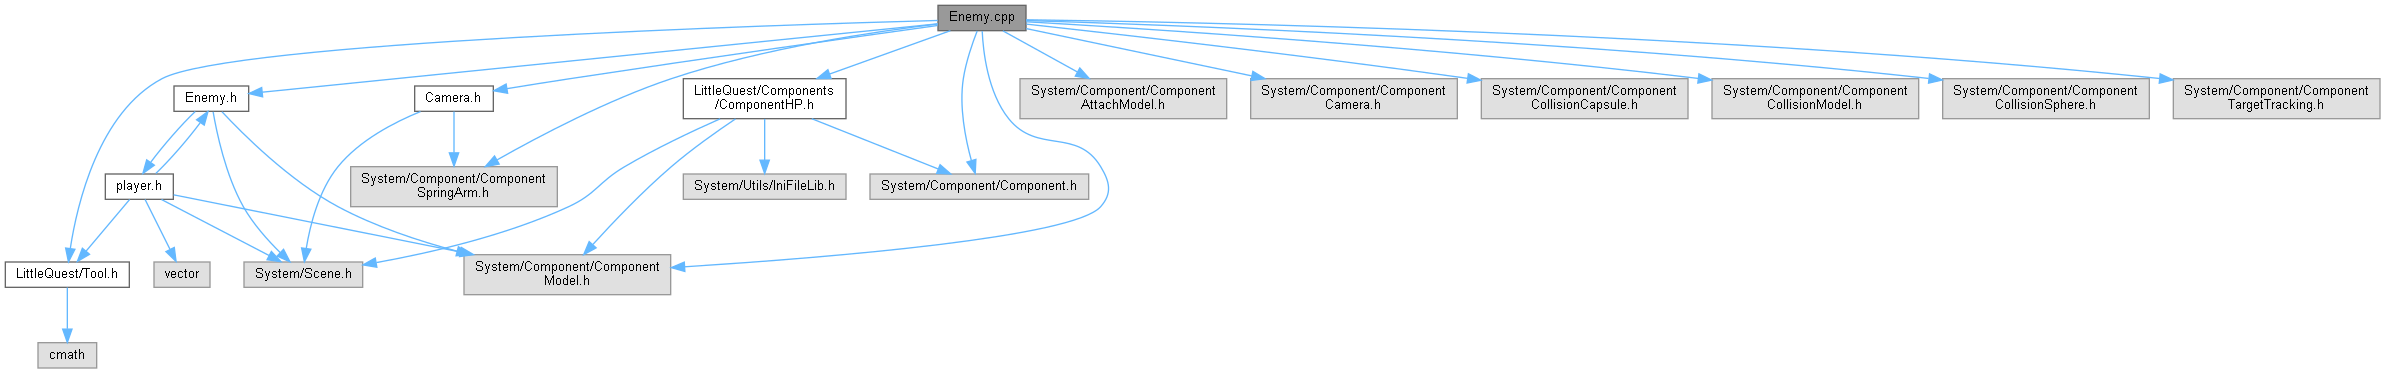 Enemy.cpp
Enemy.h
Camera.h
LittleQuest/Components
/ComponentHP.h
System/Component/Component
AttachModel.h
System/Component/Component
Camera.h
System/Component/Component
CollisionCapsule.h
System/Component/Component
CollisionModel.h
System/Component/Component
CollisionSphere.h
System/Component/Component
TargetTracking.h
player.h
System/Component/Component
SpringArm.h
System/Utils/IniFileLib.h
System/Component/Component.h
LittleQuest/Tool.h
vector
System/Scene.h
System/Component/Component
Model.h
cmath